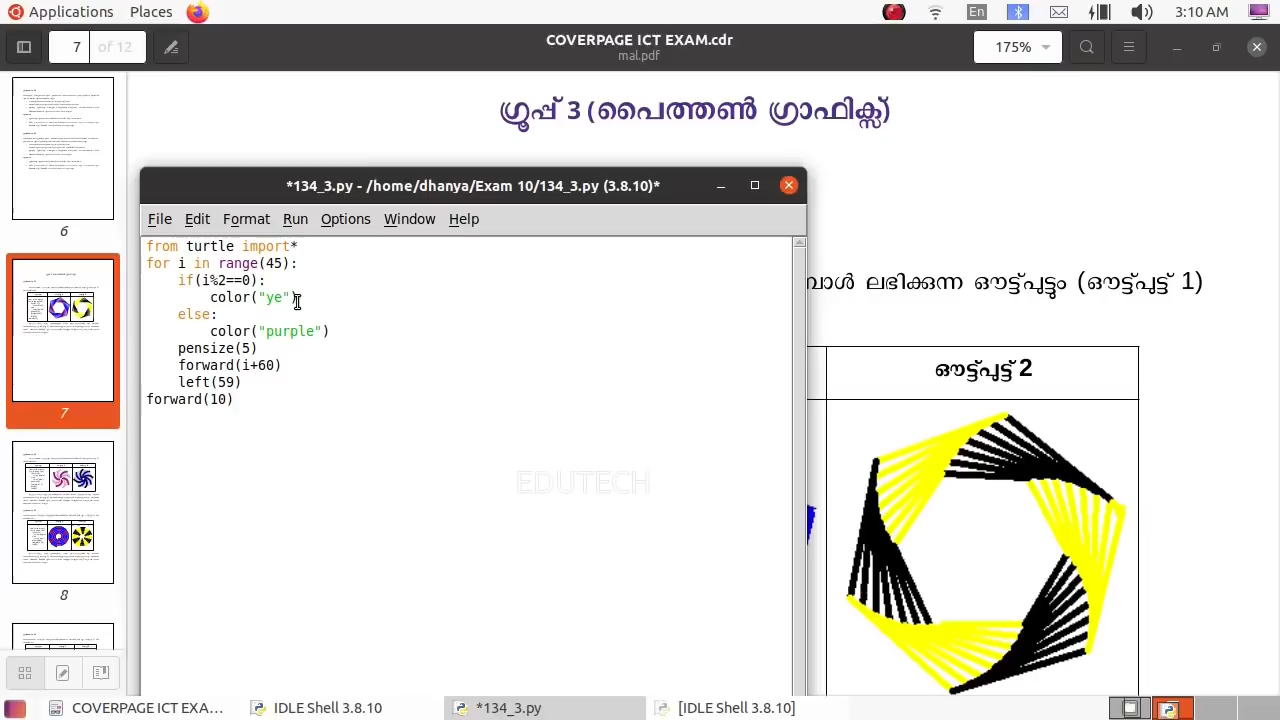 Applications Places En 3:10 AM
7 of 12 COVERPAGE ICT EXAM.cdr 175%
mal.pdf
ഗ്രൂപ്പ് 3 (പൈത്തൺ ഗ്രാഫിക്സ്)
*134_3.py - /home/dhanya/Exam 10/134_3.py (3.8.10)*
File Edit Format Run Options Window Help
from turtle import*
for i in range(45):
if(i%2==0):
color("ye")
else:
color("purple")
pensize(5)
forward(i+60)
left(59)
forward(10)
ലഭിക്കുന്ന ഔട്ട്പുട്ടും (ഔട്ട്പുട്ട് 1)
ഔട്ട്പുട്ട് 2
EDUTECH
6
7
8
COVERPAGE ICT EXA... IDLE Shell 3.8.10 *134_3.py [IDLE Shell 3.8.10]